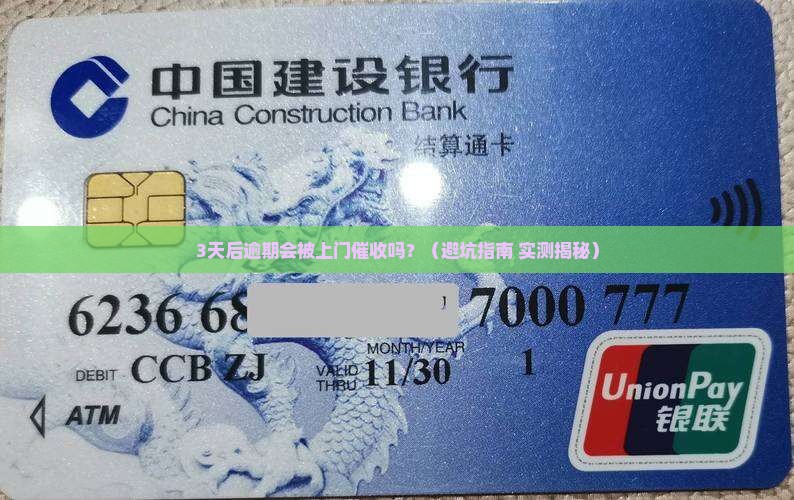 中国建设银行
China Construction Bank
结算通卡
3天后逾期会被上门催收吗？（避坑指南 实测揭秘）
6236 68 7000 777
MONTH/YEAR
DEBIT CCB ZJ VALID THRU 11/30 1
ATM
UnionPay
银联